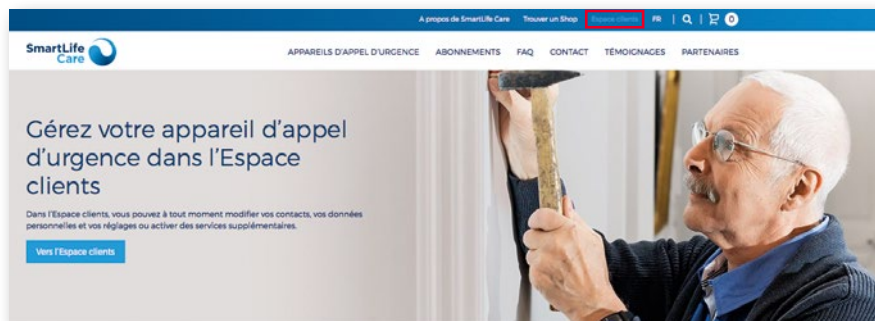 A propos de SmartLife Care Trouver un Shop Espace clients FR 0
SmartLife
Care
APPAREILS D'APPEL D'URGENCE ABONNEMENTS FAQ CONTACT TÉMOIGNAGES PARTENAIRES
Gérez votre appareil d'appel
d'urgence dans l'Espace
clients
Dans l'Espace clients, vous pouvez à tout moment modifier vos contacts, vos données
personnelles et vos réglages ou activer des services supplémentaires.
Vers l'Espace clients